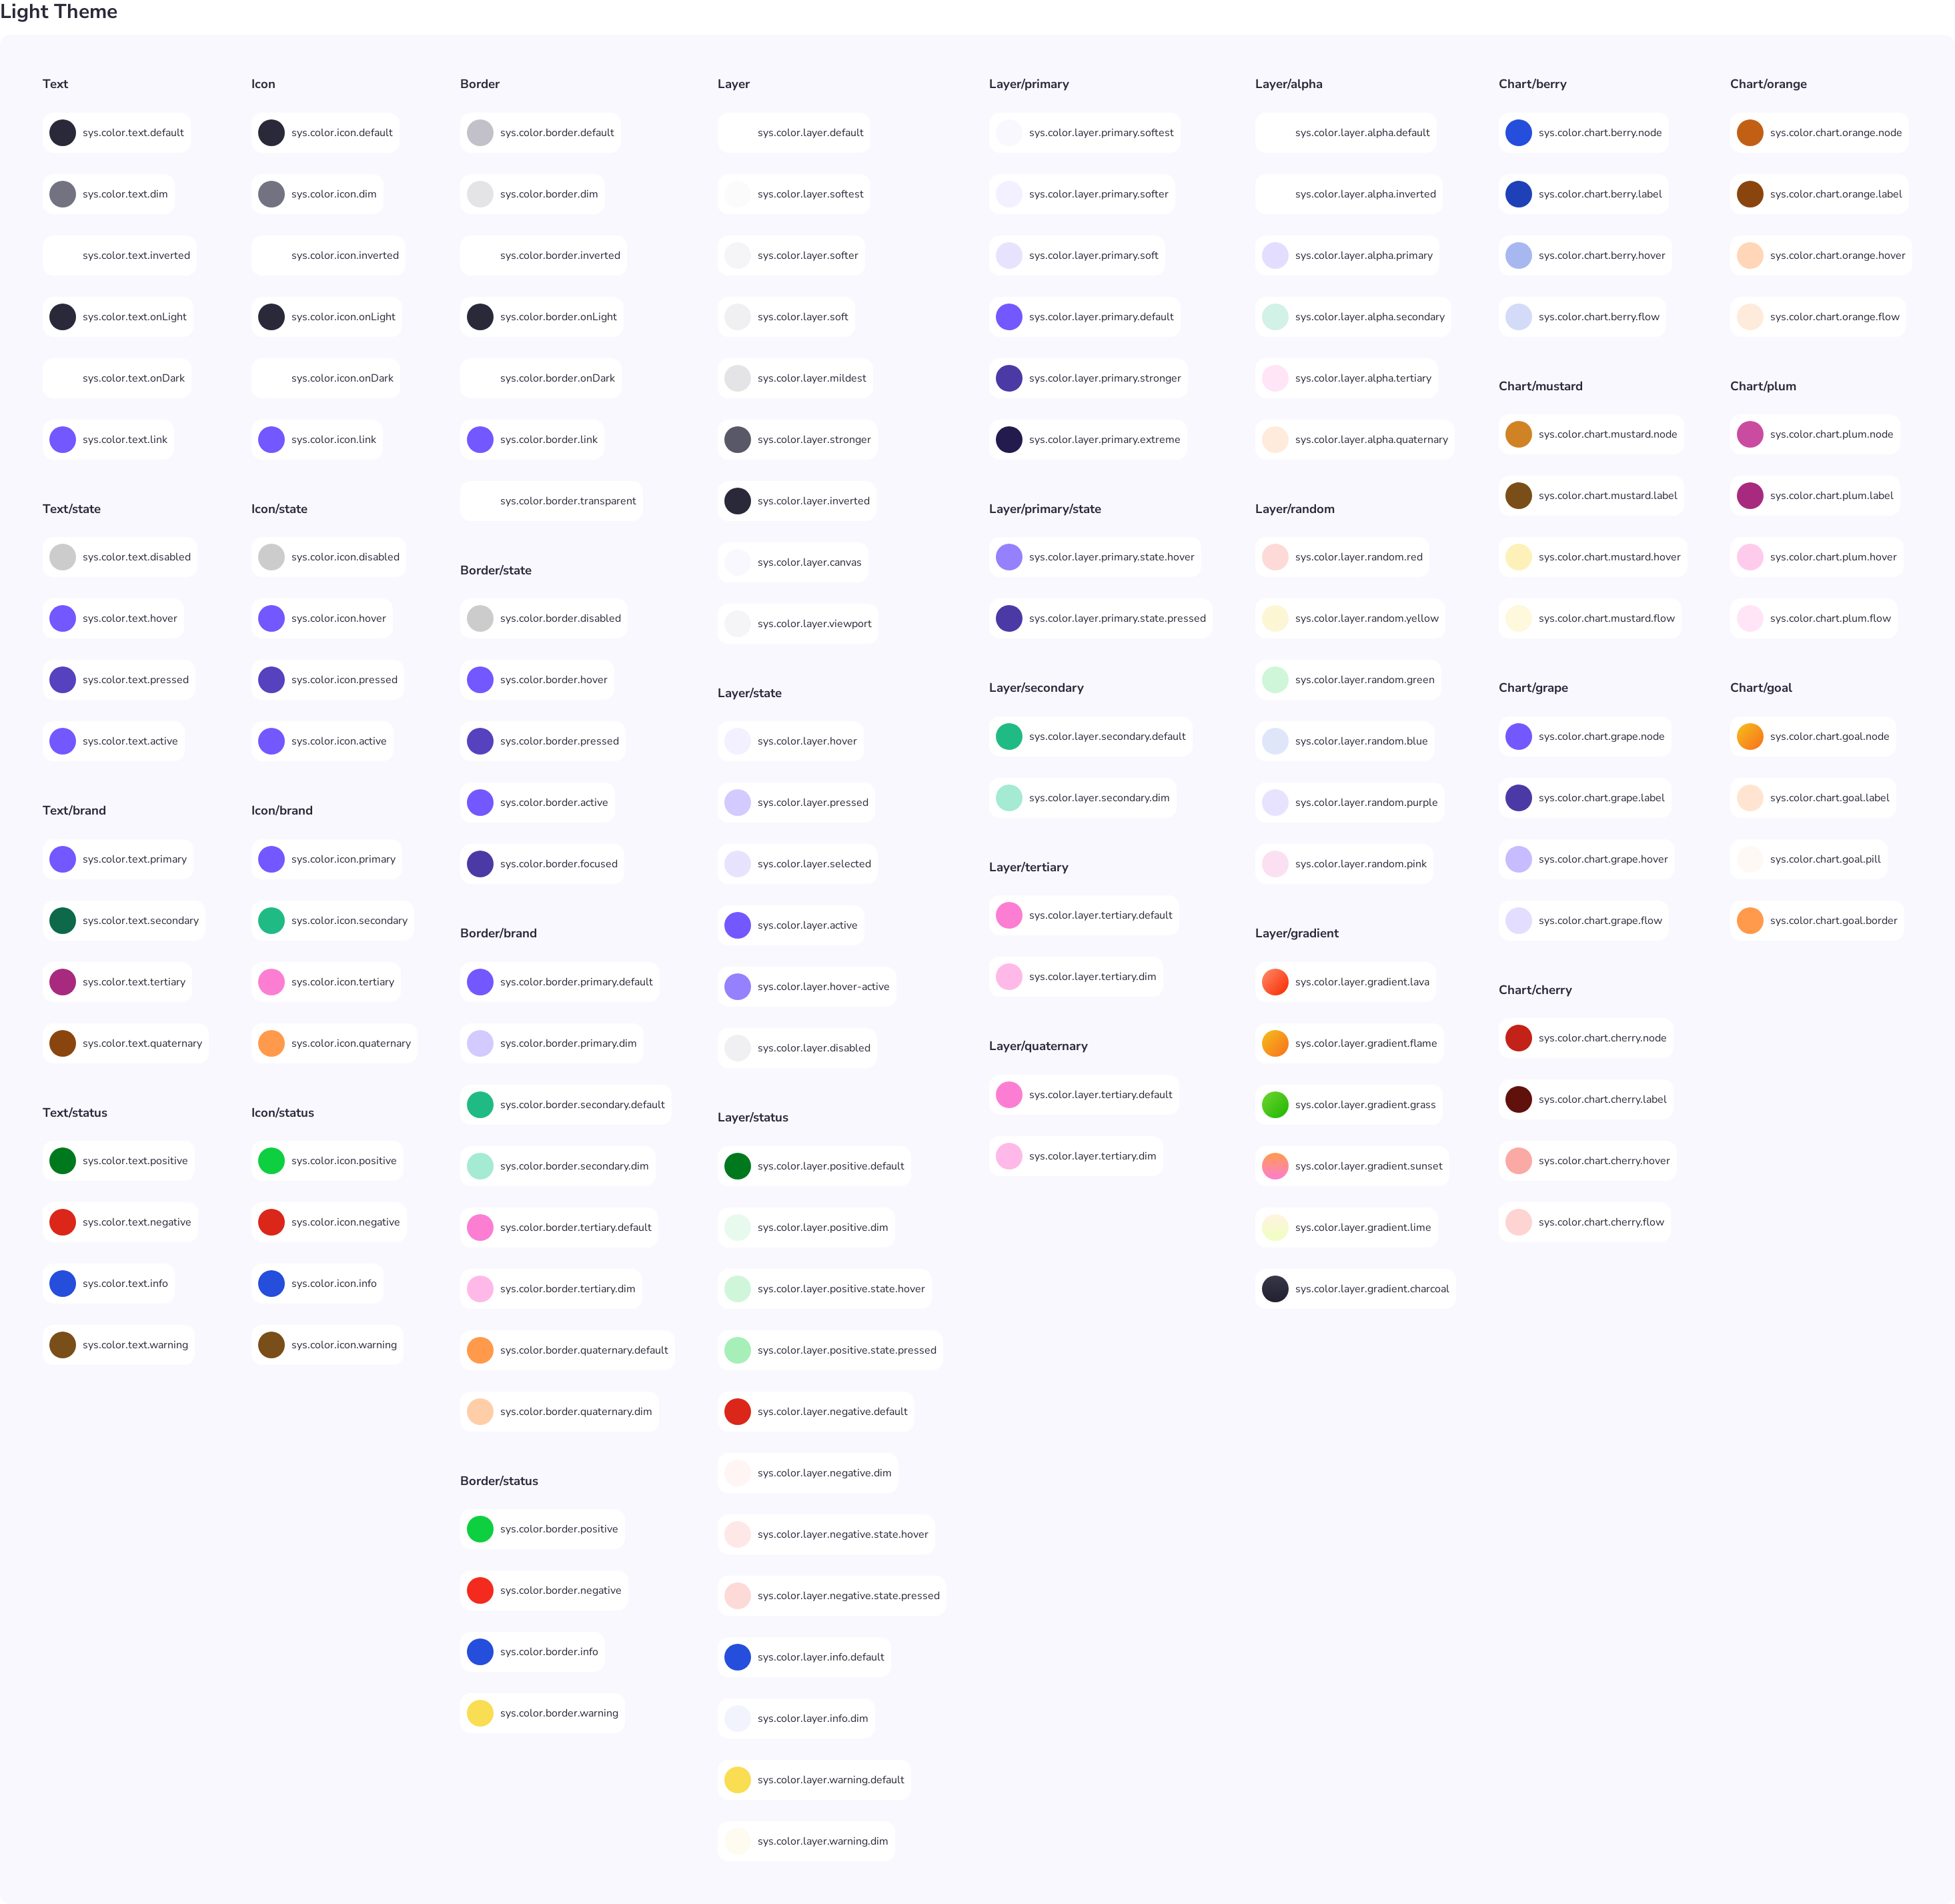 Light Theme
Text
sys.color.text.default
sys.color.text.dim
sys.color.text.inverted
sys.color.text.onLight
sys.color.text.onDark
sys.color.text.link
Text/state
sys.color.text.disabled
sys.color.text.hover
sys.color.text.pressed
sys.color.text.active
Text/brand
sys.color.text.primary
sys.color.text.secondary
sys.color.text.tertiary
sys.color.text.quaternary
Text/status
sys.color.text.positive
sys.color.text.negative
sys.color.text.info
sys.color.text.warning
Icon
sys.color.icon.default
sys.color.icon.dim
sys.color.icon.inverted
sys.color.icon.onLight
sys.color.icon.onDark
sys.color.icon.link
Icon/state
sys.color.icon.disabled
sys.color.icon.hover
sys.color.icon.pressed
sys.color.icon.active
Icon/brand
sys.color.icon.primary
sys.color.icon.secondary
sys.color.icon.tertiary
sys.color.icon.quaternary
Icon/status
sys.color.icon.positive
sys.color.icon.negative
sys.color.icon.info
sys.color.icon.warning
Border
sys.color.border.default
sys.color.border.dim
sys.color.border.inverted
sys.color.border.onLight
sys.color.border.onDark
sys.color.border.link
sys.color.border.transparent
Border/state
sys.color.border.disabled
sys.color.border.hover
sys.color.border.pressed
sys.color.border.active
sys.color.border.focused
Border/brand
sys.color.border.primary.default
sys.color.border.primary.dim
sys.color.border.secondary.default
sys.color.border.secondary.dim
sys.color.border.tertiary.default
sys.color.border.tertiary.dim
sys.color.border.quaternary.default
sys.color.border.quaternary.dim
Border/status
sys.color.border.positive
sys.color.border.negative
sys.color.border.info
sys.color.border.warning
Layer
sys.color.layer.default
sys.color.layer.softest
sys.color.layer.softer
sys.color.layer.soft
sys.color.layer.mildest
sys.color.layer.stronger
sys.color.layer.inverted
sys.color.layer.canvas
sys.color.layer.viewport
Layer/state
sys.color.layer.hover
sys.color.layer.pressed
sys.color.layer.selected
sys.color.layer.active
sys.color.layer.hover-active
sys.color.layer.disabled
Layer/status
sys.color.layer.positive.default
sys.color.layer.positive.dim
sys.color.layer.positive.state.hover
sys.color.layer.positive.state.pressed
sys.color.layer.negative.default
sys.color.layer.negative.dim
sys.color.layer.negative.state.hover
sys.color.layer.negative.state.pressed
sys.color.layer.info.default
sys.color.layer.info.dim
sys.color.layer.warning.default
sys.color.layer.warning.dim
Layer/primary
sys.color.layer.primary.softest
sys.color.layer.primary.softer
sys.color.layer.primary.soft
sys.color.layer.primary.default
sys.color.layer.primary.stronger
sys.color.layer.primary.extreme
Layer/primary/state
sys.color.layer.primary.state.hover
sys.color.layer.primary.state.pressed
Layer/secondary
sys.color.layer.secondary.default
sys.color.layer.secondary.dim
Layer/tertiary
sys.color.layer.tertiary.default
sys.color.layer.tertiary.dim
Layer/quaternary
sys.color.layer.tertiary.default
sys.color.layer.tertiary.dim
Layer/alpha
sys.color.layer.alpha.default
sys.color.layer.alpha.inverted
sys.color.layer.alpha.primary
sys.color.layer.alpha.secondary
sys.color.layer.alpha.tertiary
sys.color.layer.alpha.quaternary
Layer/random
sys.color.layer.random.red
sys.color.layer.random.yellow
sys.color.layer.random.green
sys.color.layer.random.blue
sys.color.layer.random.purple
sys.color.layer.random.pink
Layer/gradient
sys.color.layer.gradient.lava
sys.color.layer.gradient.flame
sys.color.layer.gradient.grass
sys.color.layer.gradient.sunset
sys.color.layer.gradient.lime
sys.color.layer.gradient.charcoal
Chart/berry
sys.color.chart.berry.node
sys.color.chart.berry.label
sys.color.chart.berry.hover
sys.color.chart.berry.flow
Chart/mustard
sys.color.chart.mustard.node
sys.color.chart.mustard.label
sys.color.chart.mustard.hover
sys.color.chart.mustard.flow
Chart/grape
sys.color.chart.grape.node
sys.color.chart.grape.label
sys.color.chart.grape.hover
sys.color.chart.grape.flow
Chart/cherry
sys.color.chart.cherry.node
sys.color.chart.cherry.label
sys.color.chart.cherry.hover
sys.color.chart.cherry.flow
Chart/orange
sys.color.chart.orange.node
sys.color.chart.orange.label
sys.color.chart.orange.hover
sys.color.chart.orange.flow
Chart/plum
sys.color.chart.plum.node
sys.color.chart.plum.label
sys.color.chart.plum.hover
sys.color.chart.plum.flow
Chart/goal
sys.color.chart.goal.node
sys.color.chart.goal.label
sys.color.chart.goal.pill
sys.color.chart.goal.border